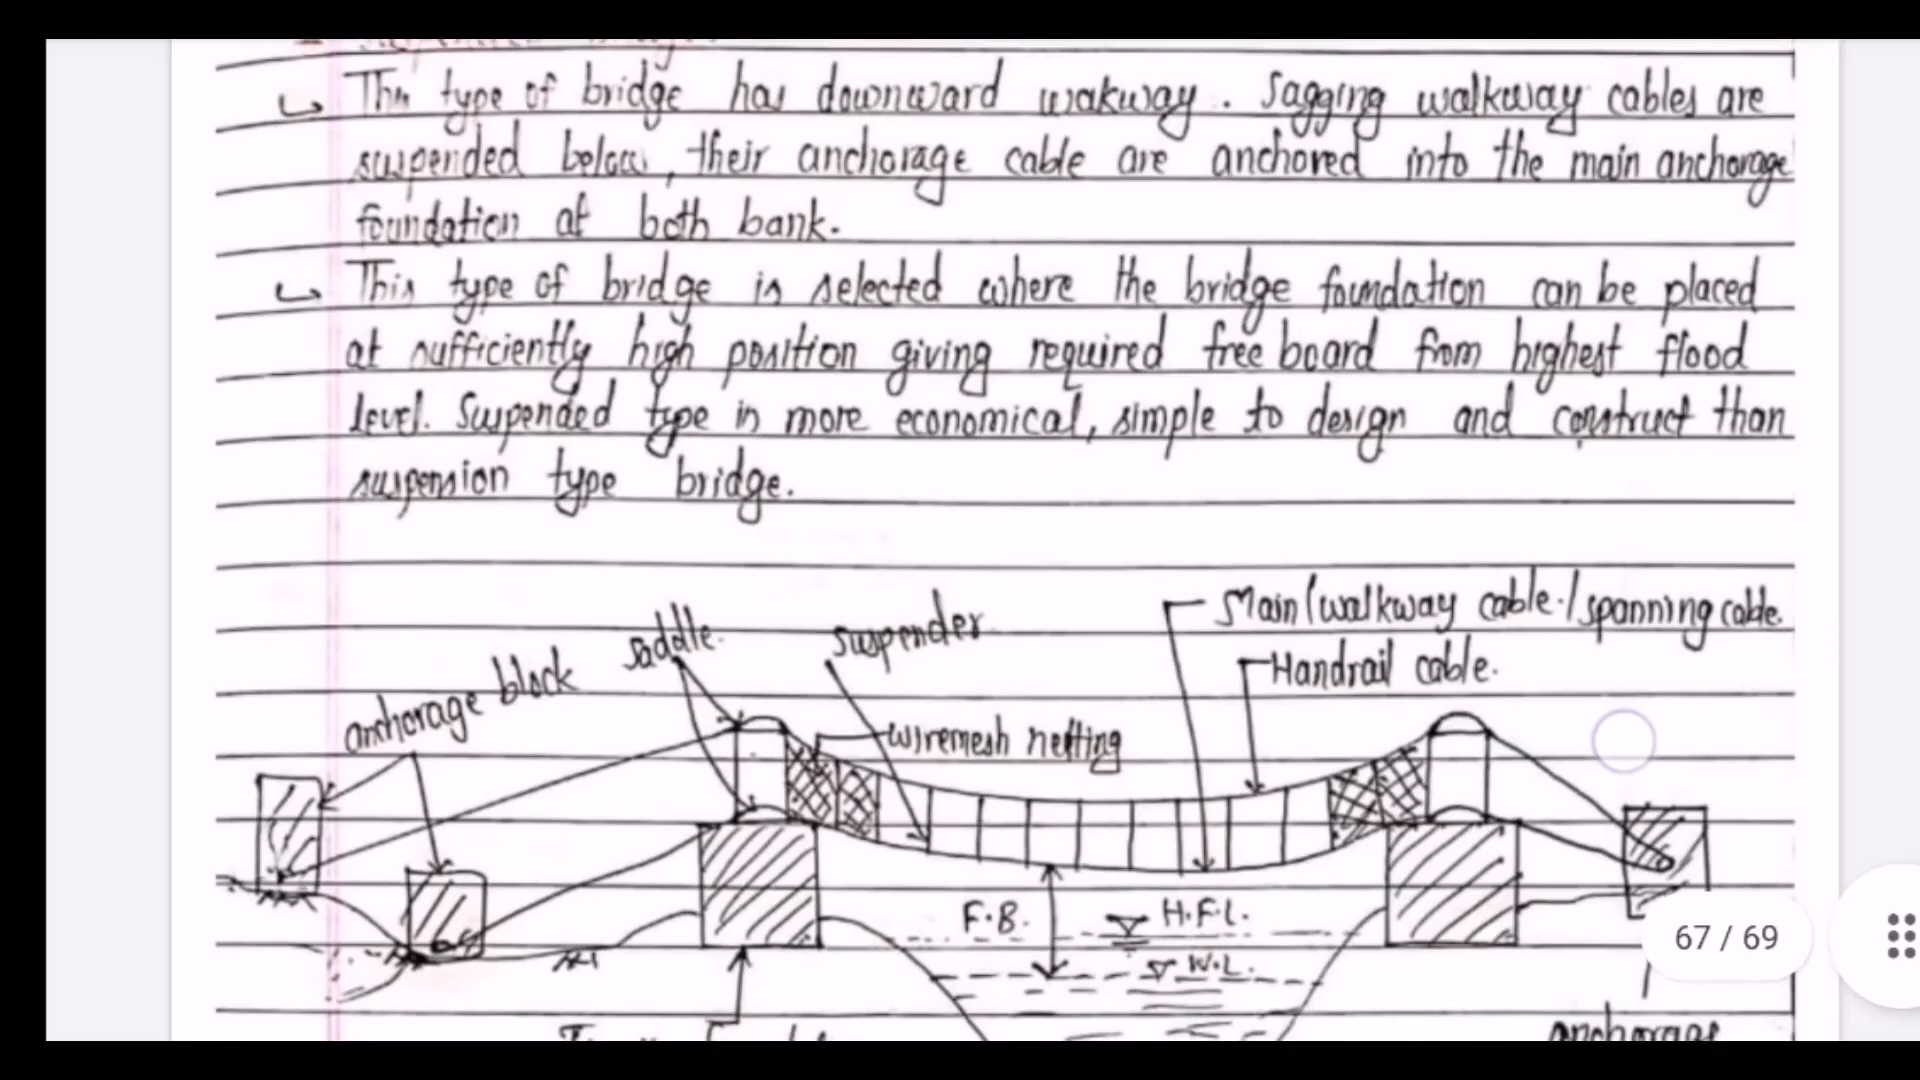 ↳ This type of bridge has downward wakway. Sagging walkway cables are
suspended below, their anchorage cable are anchored into the main anchorage
foundation at both bank.
↳ This type of bridge is selected where the bridge foundation can be placed
at sufficiently high position giving required free board from highest flood
level. Suspended type is more economical, simple to design and construct than
suspension type bridge.
Main/walkway cable./spanning cable.
saddle.
suspender
Handrail cable.
anchorage block
wiremesh netting
F.B.
H.F.L.
W.L.
67 / 69
anchorage